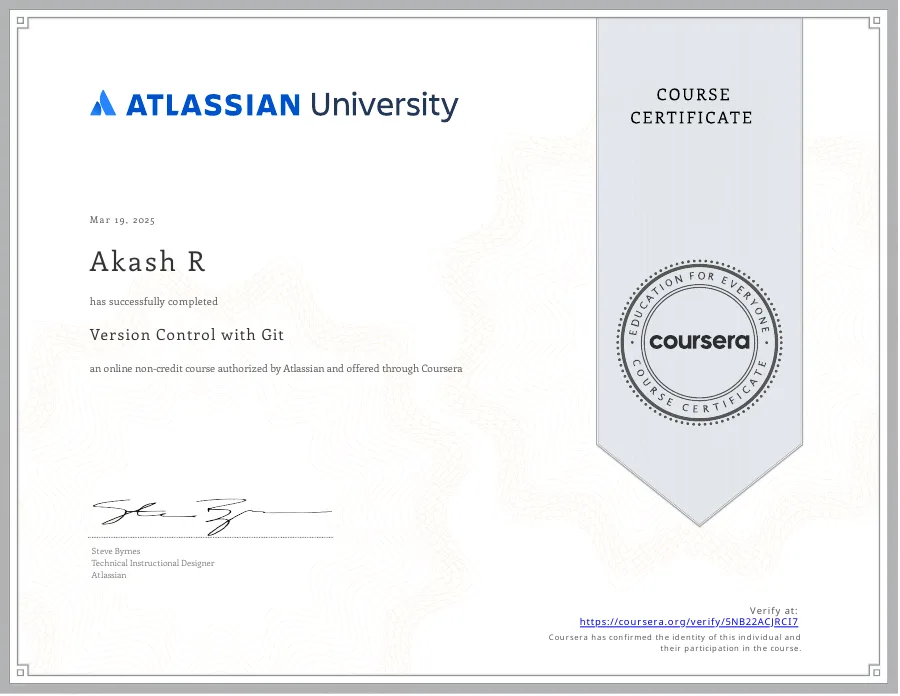 ATLASSIAN University
COURSE
CERTIFICATE
Mar 19, 2025
Akash R
has successfully completed
Version Control with Git
an online non-credit course authorized by Atlassian and offered through Coursera
EDUCATION FOR EVERYONE
coursera
COURSE CERTIFICATE
Steve Byrnes
Technical Instructional Designer
Atlassian
Verify at:
https://coursera.org/verify/5NB22ACJRCI7
Coursera has confirmed the identity of this individual and
their participation in the course.